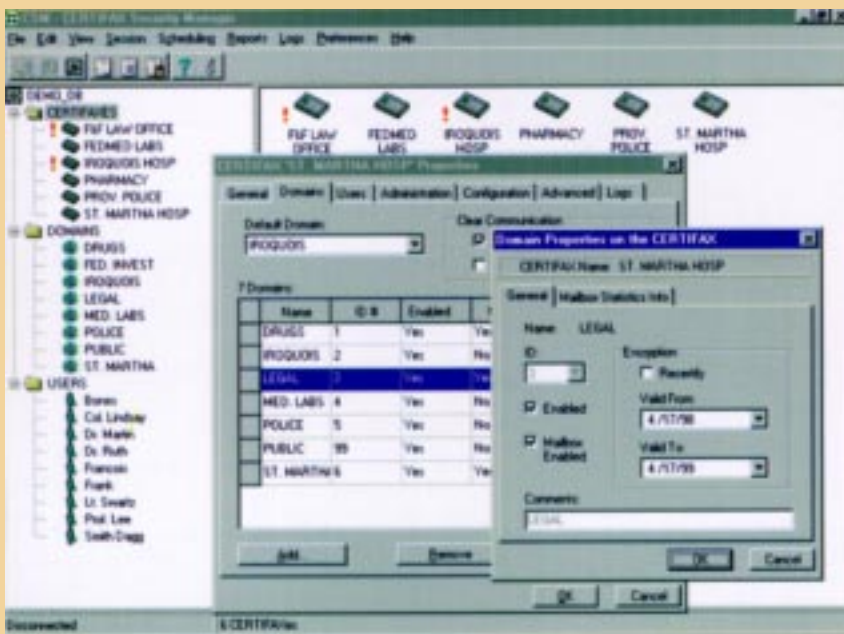 CSM - CERTIFAX Security Manager
File Edit View Session Scheduling Reports Logs Preferences Help
DEMO_DB
CERTIFAXES
F&F LAW OFFICE
FEDMED LABS
IROQUOIS HOSP
PHARMACY
PROV. POLICE
ST. MARTHA HOSP
DOMAINS
DRUGS
FED. INVEST
IROQUOIS
LEGAL
MED. LABS
POLICE
PUBLIC
ST. MARTHA
USERS
Bones
Col. Lindsay
Dr. Martin
Dr. Ruth
Francois
Frank
Lt. Swartz
Prof. Lee
Smith-Dagg
F&F LAW OFFICE
FEDMED LABS
IROQUOIS HOSP
PHARMACY
PROV. POLICE
ST. MARTHA HOSP
CERTIFAX "ST. MARTHA HOSP" Properties
General Domains Users Administration Configuration Advanced Logs
Default Domain:
IROQUOIS
Clear Communication
7 Domains:
Name ID # Enabled
DRUGS 1 Yes Yes
IROQUOIS 2 Yes No
LEGAL 3 Yes Yes
MED. LABS 4 Yes No
POLICE 5 Yes No
PUBLIC 99 Yes No
ST. MARTHA 6 Yes Yes
Add Remove
OK Cancel
Domain Properties on the CERTIFAX
CERTIFAX Name: ST. MARTHA HOSP
General Mailbox Statistics Info
Name: LEGAL
ID:
3
Enabled
Mailbox Enabled
Encryption
Recently
Valid From:
4/17/98
Valid To:
4/17/99
Comments:
LEGAL
OK Cancel
Disconnected
6 CERTIFAXes